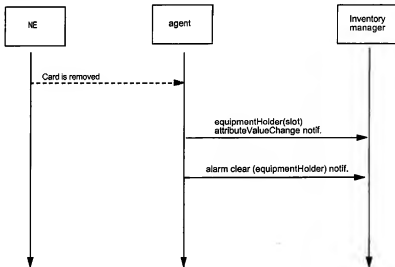 NE
agent
Inventory
manager
Card is removed
equipmentHolder(slot)
attributeValueChange notif.
alarm clear (equipmentHolder) notif.